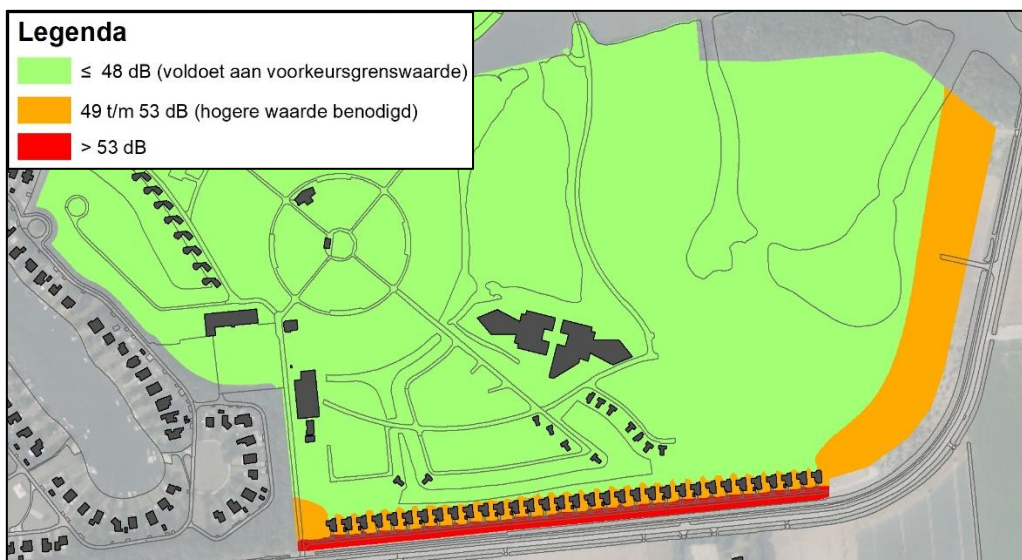 Legenda
≤ 48 dB (voldoet aan voorkeursgrenswaarde)
49 t/m 53 dB (hogere waarde benodigd)
> 53 dB